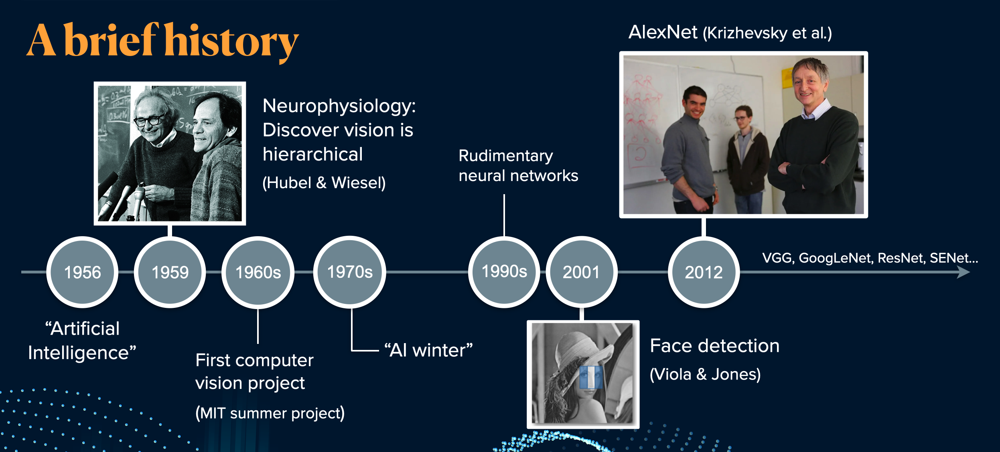 A brief history
AlexNet (Krizhevsky et al.)
Neurophysiology:
Discover vision is
hierarchical
(Hubel & Wiesel)
Rudimentary
neural networks
1956
1959
1960s
1970s
1990s
2001
2012
VGG, GoogLeNet, ResNet, SENet...
“Artificial
Intelligence”
First computer
vision project
(MIT summer project)
“AI winter”
Face detection
(Viola & Jones)